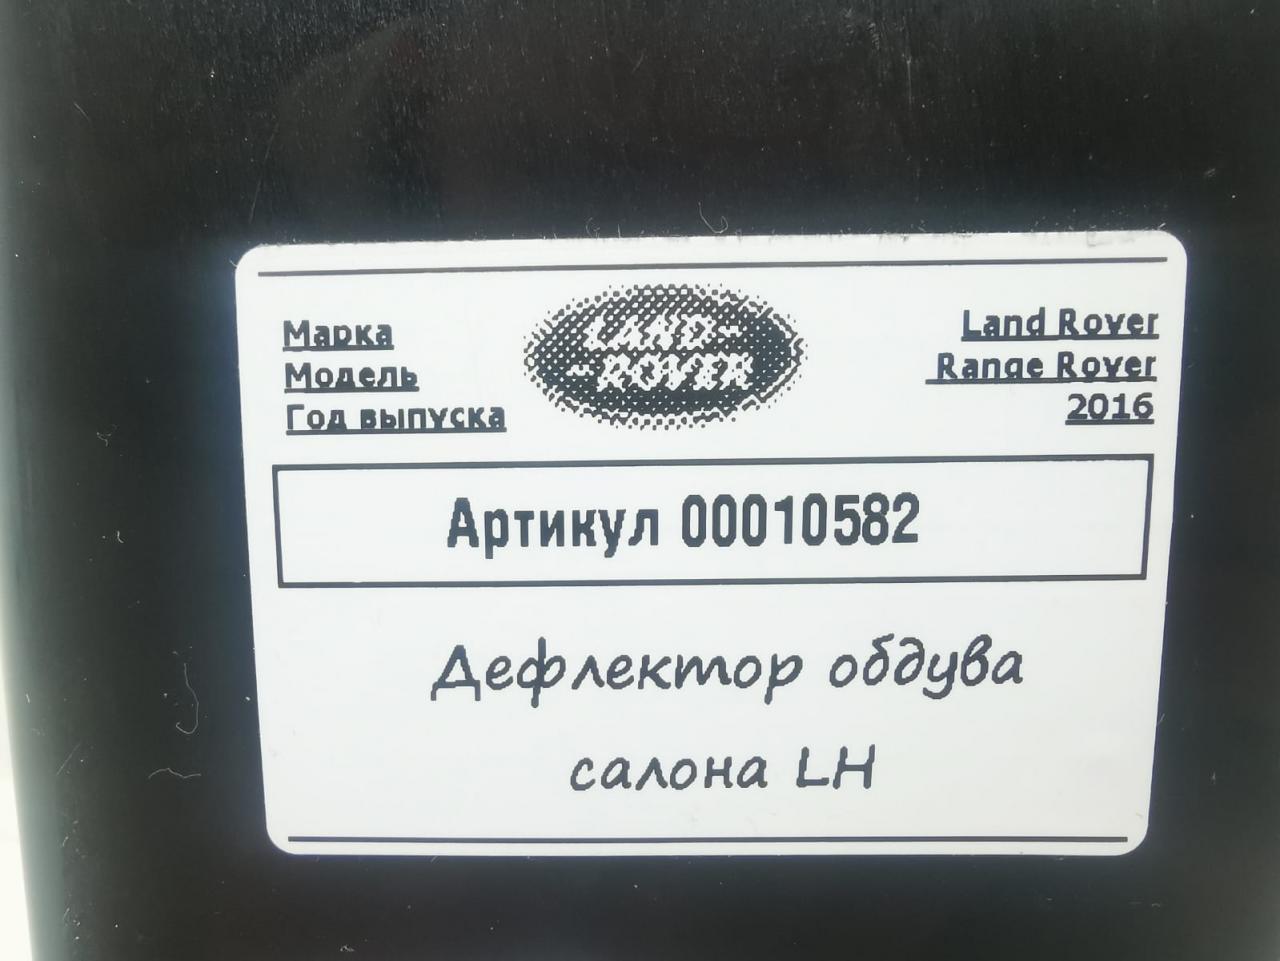 Марка
Модель
Год выпуска
LAND-
-ROVER
Land Rover
Range Rover
2016
Артикул 00010582
Дефлектор обдува
салона LH